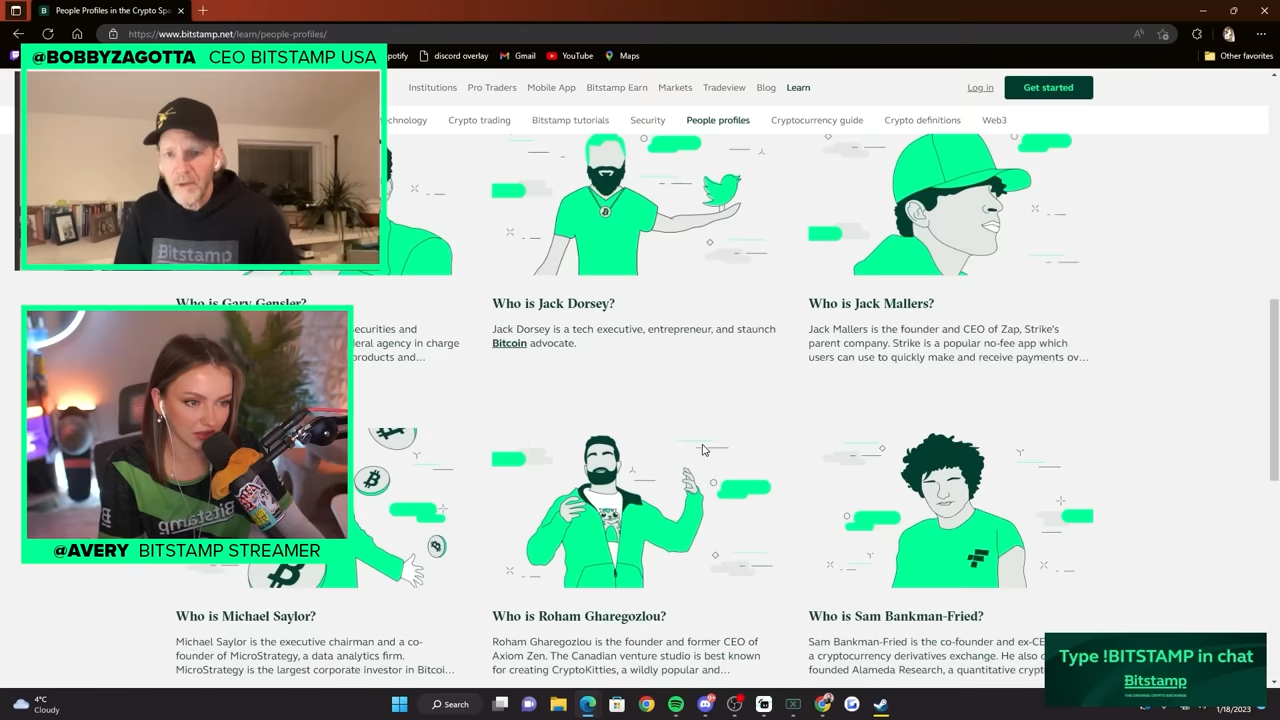 People Profiles in the Crypto Spa
https://www.bitstamp.net/learn/people-profiles/
potify
discord overlay
Gmail
YouTube
Maps
Other favorites
@BOBBYZAGOTTA CEO BITSTAMP USA
Bitstamp
Institutions
Pro Traders
Mobile App
Bitstamp Earn
Markets
Tradeview
Blog
Learn
Log in
Get started
echnology
Crypto trading
Bitstamp tutorials
Security
People profiles
Cryptocurrency guide
Crypto definitions
Web3
Who is Gary Gensler?
ecurities and
leral agency in charge
products and…
Who is Jack Dorsey?
Jack Dorsey is a tech executive, entrepreneur, and staunch
Bitcoin advocate.
Who is Jack Mallers?
Jack Mallers is the founder and CEO of Zap, Strike's
parent company. Strike is a popular no-fee app which
users can use to quickly make and receive payments ov…
Bitstamp
@AVERY BITSTAMP STREAMER
Who is Michael Saylor?
Michael Saylor is the executive chairman and a co-
founder of MicroStrategy, a data analytics firm.
MicroStrategy is the largest corporate investor in Bitcoi…
Who is Roham Gharegozlou?
Roham Gharegozlou is the founder and former CEO of
Axiom Zen. The Canadian venture studio is best known
for creating CryptoKitties, a wildly popular and…
Who is Sam Bankman-Fried?
Sam Bankman-Fried is the co-founder and ex-CE
a cryptocurrency derivatives exchange. He also c
founded Alameda Research, a quantitative crypt
Type !BITSTAMP in chat
Bitstamp
THE ORIGINAL CRYPTO EXCHANGE
4°C
Cloudy
Search
1/18/2023